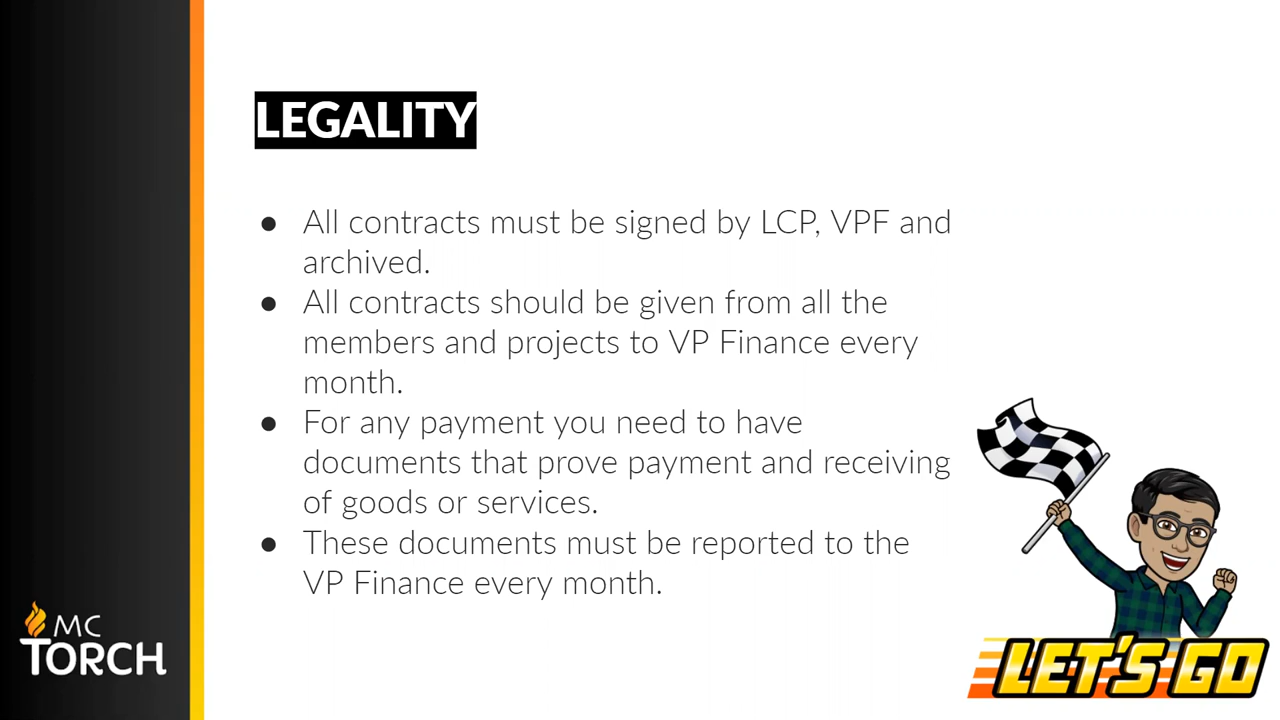 LEGALITY
● All contracts must be signed by LCP, VPF and
archived.
● All contracts should be given from all the
members and projects to VP Finance every
month.
● For any payment you need to have
documents that prove payment and receiving
of goods or services.
● These documents must be reported to the
VP Finance every month.
MC
TORCH
LET'S GO